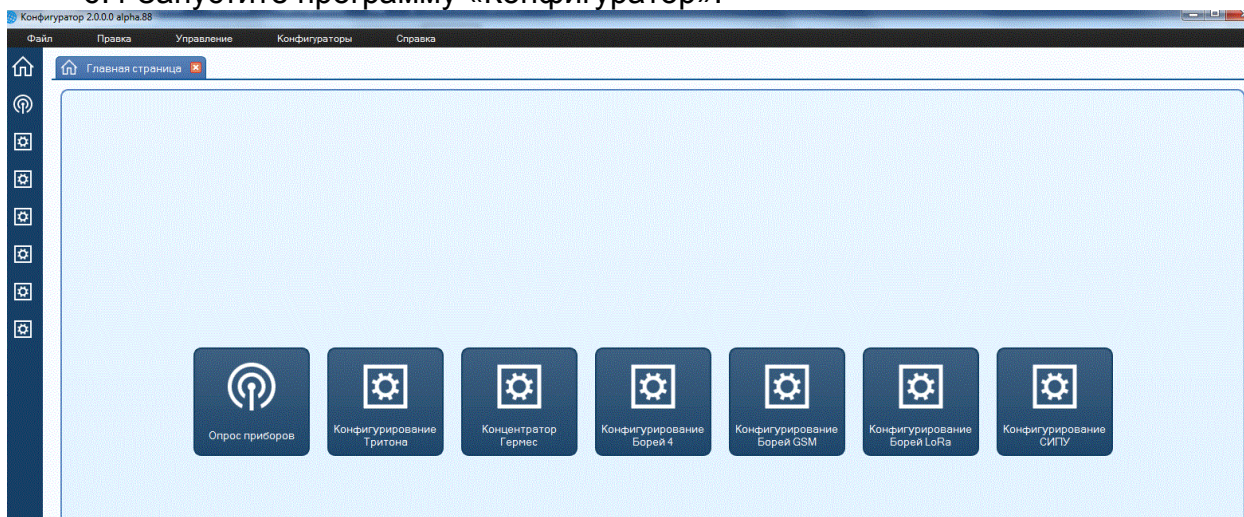 Запустите программу «Конфигуратор».
Конфигуратор 2.0.0.0 alpha.88
Файл Правка Управление Конфигураторы Справка
Главная страница
Опрос приборов
Конфигурирование
Тритона
Концентратор
Гермес
Конфигурирование
Борей 4
Конфигурирование
Борей GSM
Конфигурирование
Борей LoRa
Конфигурирование
СИПУ